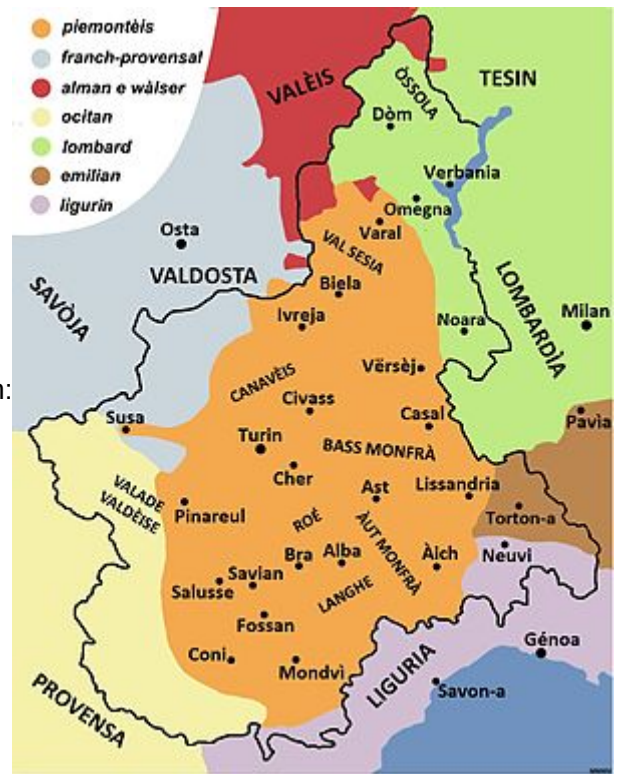 piemontèis
franch-provensal
alman e wàlser
ocitan
lombard
emilian
ligurin
VALÈIS
ÒSSOLA
TESIN
Dòm
Verbania
Omegna
Osta
Varal
VALDOSTA
VAL SESIA
SAVÒJA
Biela
LOMBARDÌA
Ivreja
Noara
Milan
Vërsèj
n:
CANAVÈIS
Civass
Susa
Casal
Pavia
Turin
BASS MONFRÀ
Cher
Ast
Lissandria
VALADE
VALDÈISE
Pinareul
ROÉ
Torton-a
ÀUT MONFRÀ
Bra
Alba
Àich
Neuvi
Salusse
Savian
LANGHE
Fossan
Coni
Mondvì
LIGURIA
Génoa
PROVENSA
Savon-a